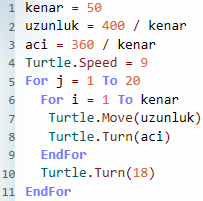 1 kenar = 50
2 uzunluk = 400 / kenar
3 aci = 360 / kenar
4 Turtle.Speed = 9
5 For j = 1 To 20
6 For i = 1 To kenar
7 Turtle.Move(uzunluk)
8 Turtle.Turn(aci)
9 EndFor
10 Turtle.Turn(18)
11 EndFor